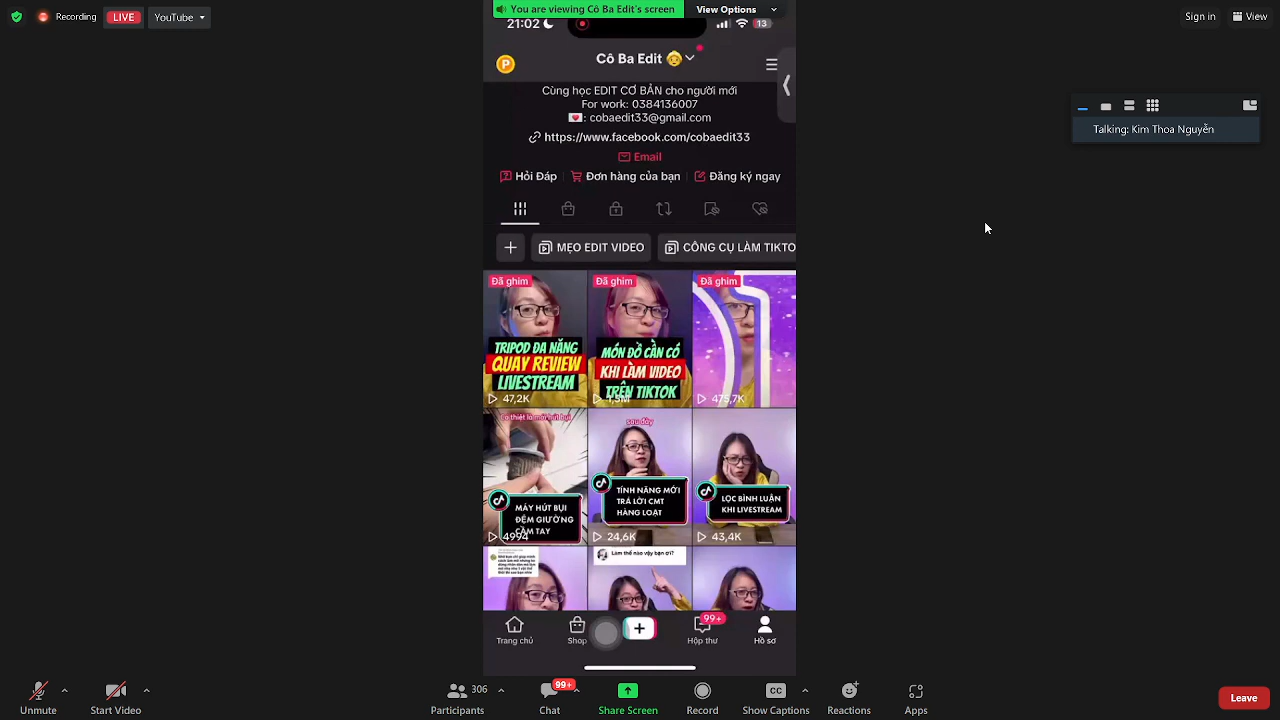 Recording
LIVE
YouTube
You are viewing Cô Ba Edit's screen
View Options
Sign in
View
21:02
13
P
Cô Ba Edit
Cùng học EDIT CƠ BẢN cho người mới
For work: 0384136007
: cobaedit33@gmail.com
https://www.facebook.com/cobaedit33
Email
Hỏi Đáp
Đơn hàng của bạn
Đăng ký ngay
Talking: Kim Thoa Nguyễn
MẸO EDIT VIDEO
CÔNG CỤ LÀM TIKTO
Đã ghim
TRIPOD ĐA NĂNG
QUAY REVIEW
LIVESTREAM
47,2K
Đã ghim
MÓN ĐỒ CẦN CÓ
KHI LÀM VIDEO
TRÊN TIKTOK
1,5M
Đã ghim
475,7K
MÁY HÚT BỤI
ĐỆM GIƯỜNG
CẦM TAY
4994
sau đây
TÍNH NĂNG MỚI
TRẢ LỜI CMT
HÀNG LOẠT
24,6K
LỌC BÌNH LUẬN
KHI LIVESTREAM
43,4K
Làm thế nào vậy bạn ơi?
Trang chủ
Shop
99+
Hộp thư
Hồ sơ
Unmute
Start Video
306
Participants
99+
Chat
Share Screen
Record
CC
Show Captions
Reactions
Apps
Leave